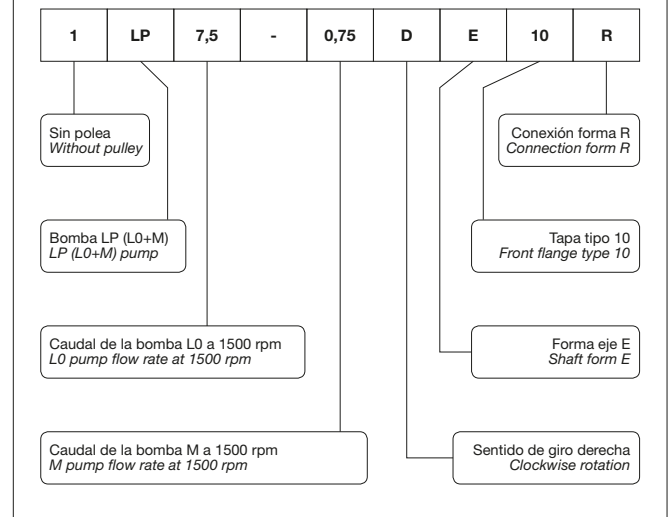 1 LP 7,5 - 0,75 D E 10 R
Sin polea
Without pulley
Conexión forma R
Connection form R
Bomba LP (L0+M)
LP (L0+M) pump
Tapa tipo 10
Front flange type 10
Caudal de la bomba L0 a 1500 rpm
L0 pump flow rate at 1500 rpm
Forma eje E
Shaft form E
Caudal de la bomba M a 1500 rpm
M pump flow rate at 1500 rpm
Sentido de giro derecha
Clockwise rotation